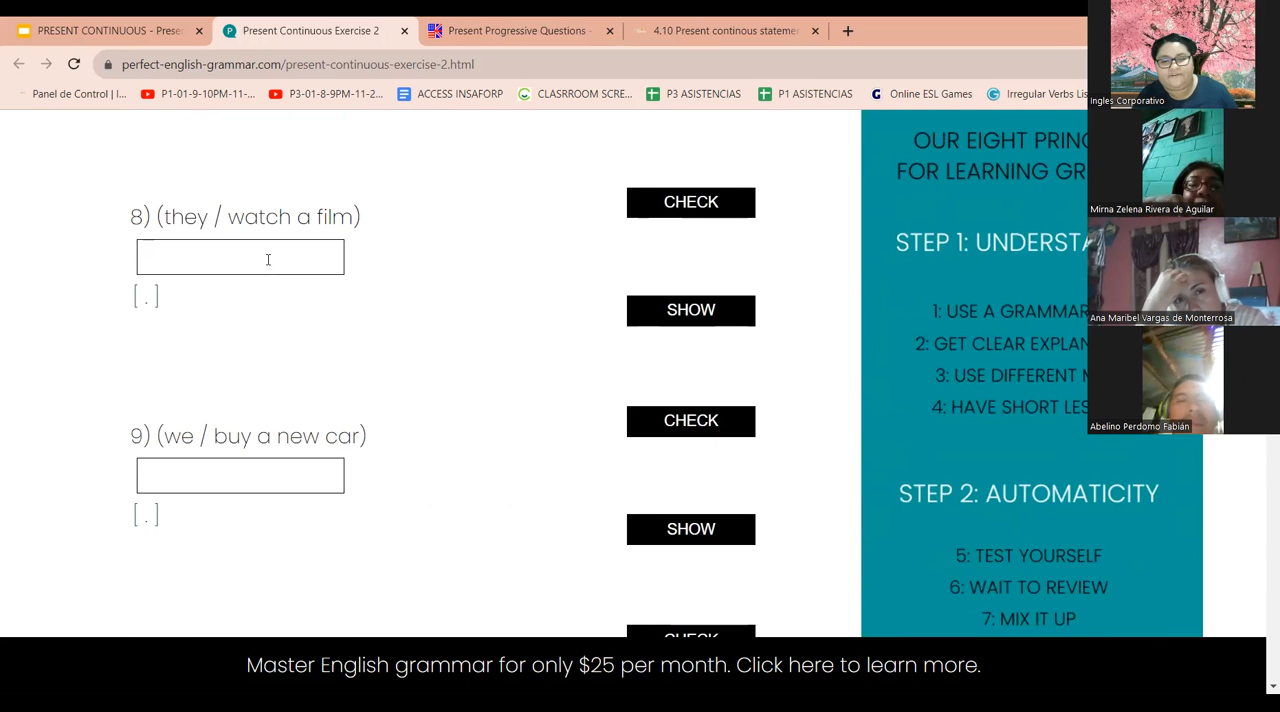 PRESENT CONTINUOUS - Prese
Present Continuous Exercise 2
Present Progressive Questions -
4.10 Present continous stateme
perfect-english-grammar.com/present-continuous-exercise-2.html
Panel de Control | I...
P1-01-9-10PM-11-...
P3-01-8-9PM-11-2...
ACCESS INSAFORP
CLASRROOM SCRE...
P3 ASISTENCIAS
P1 ASISTENCIAS
Online ESL Games
Irregular Verbs Lis
Ingles Corporativo
Mirna Zelena Rivera de Aguilar
Ana Maribel Vargas de Monterrosa
Abelino Perdomo Fabián
8) (they / watch a film)
[ . ]
CHECK
SHOW
9) (we / buy a new car)
[ . ]
CHECK
SHOW
CHECK
OUR EIGHT PRINC
FOR LEARNING GR
STEP 1: UNDERSTA
1: USE A GRAMMAR
2: GET CLEAR EXPLAN
3: USE DIFFERENT M
4: HAVE SHORT LES
STEP 2: AUTOMATICITY
5: TEST YOURSELF
6: WAIT TO REVIEW
7: MIX IT UP
Master English grammar for only $25 per month. Click here to learn more.